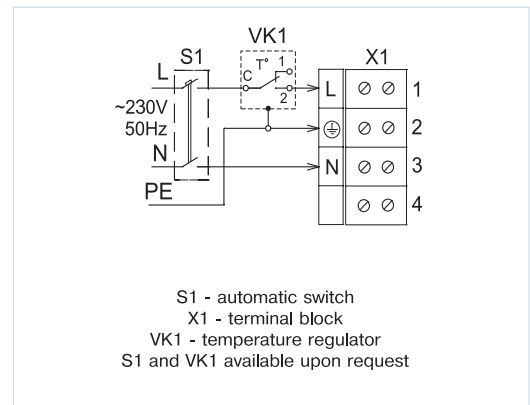 VK1
S1
X1
T° 1
L
C
2
L
1
~230V
50Hz
2
N
N
3
PE
4
S1 - automatic switch
X1 - terminal block
VK1 - temperature regulator
S1 and VK1 available upon request